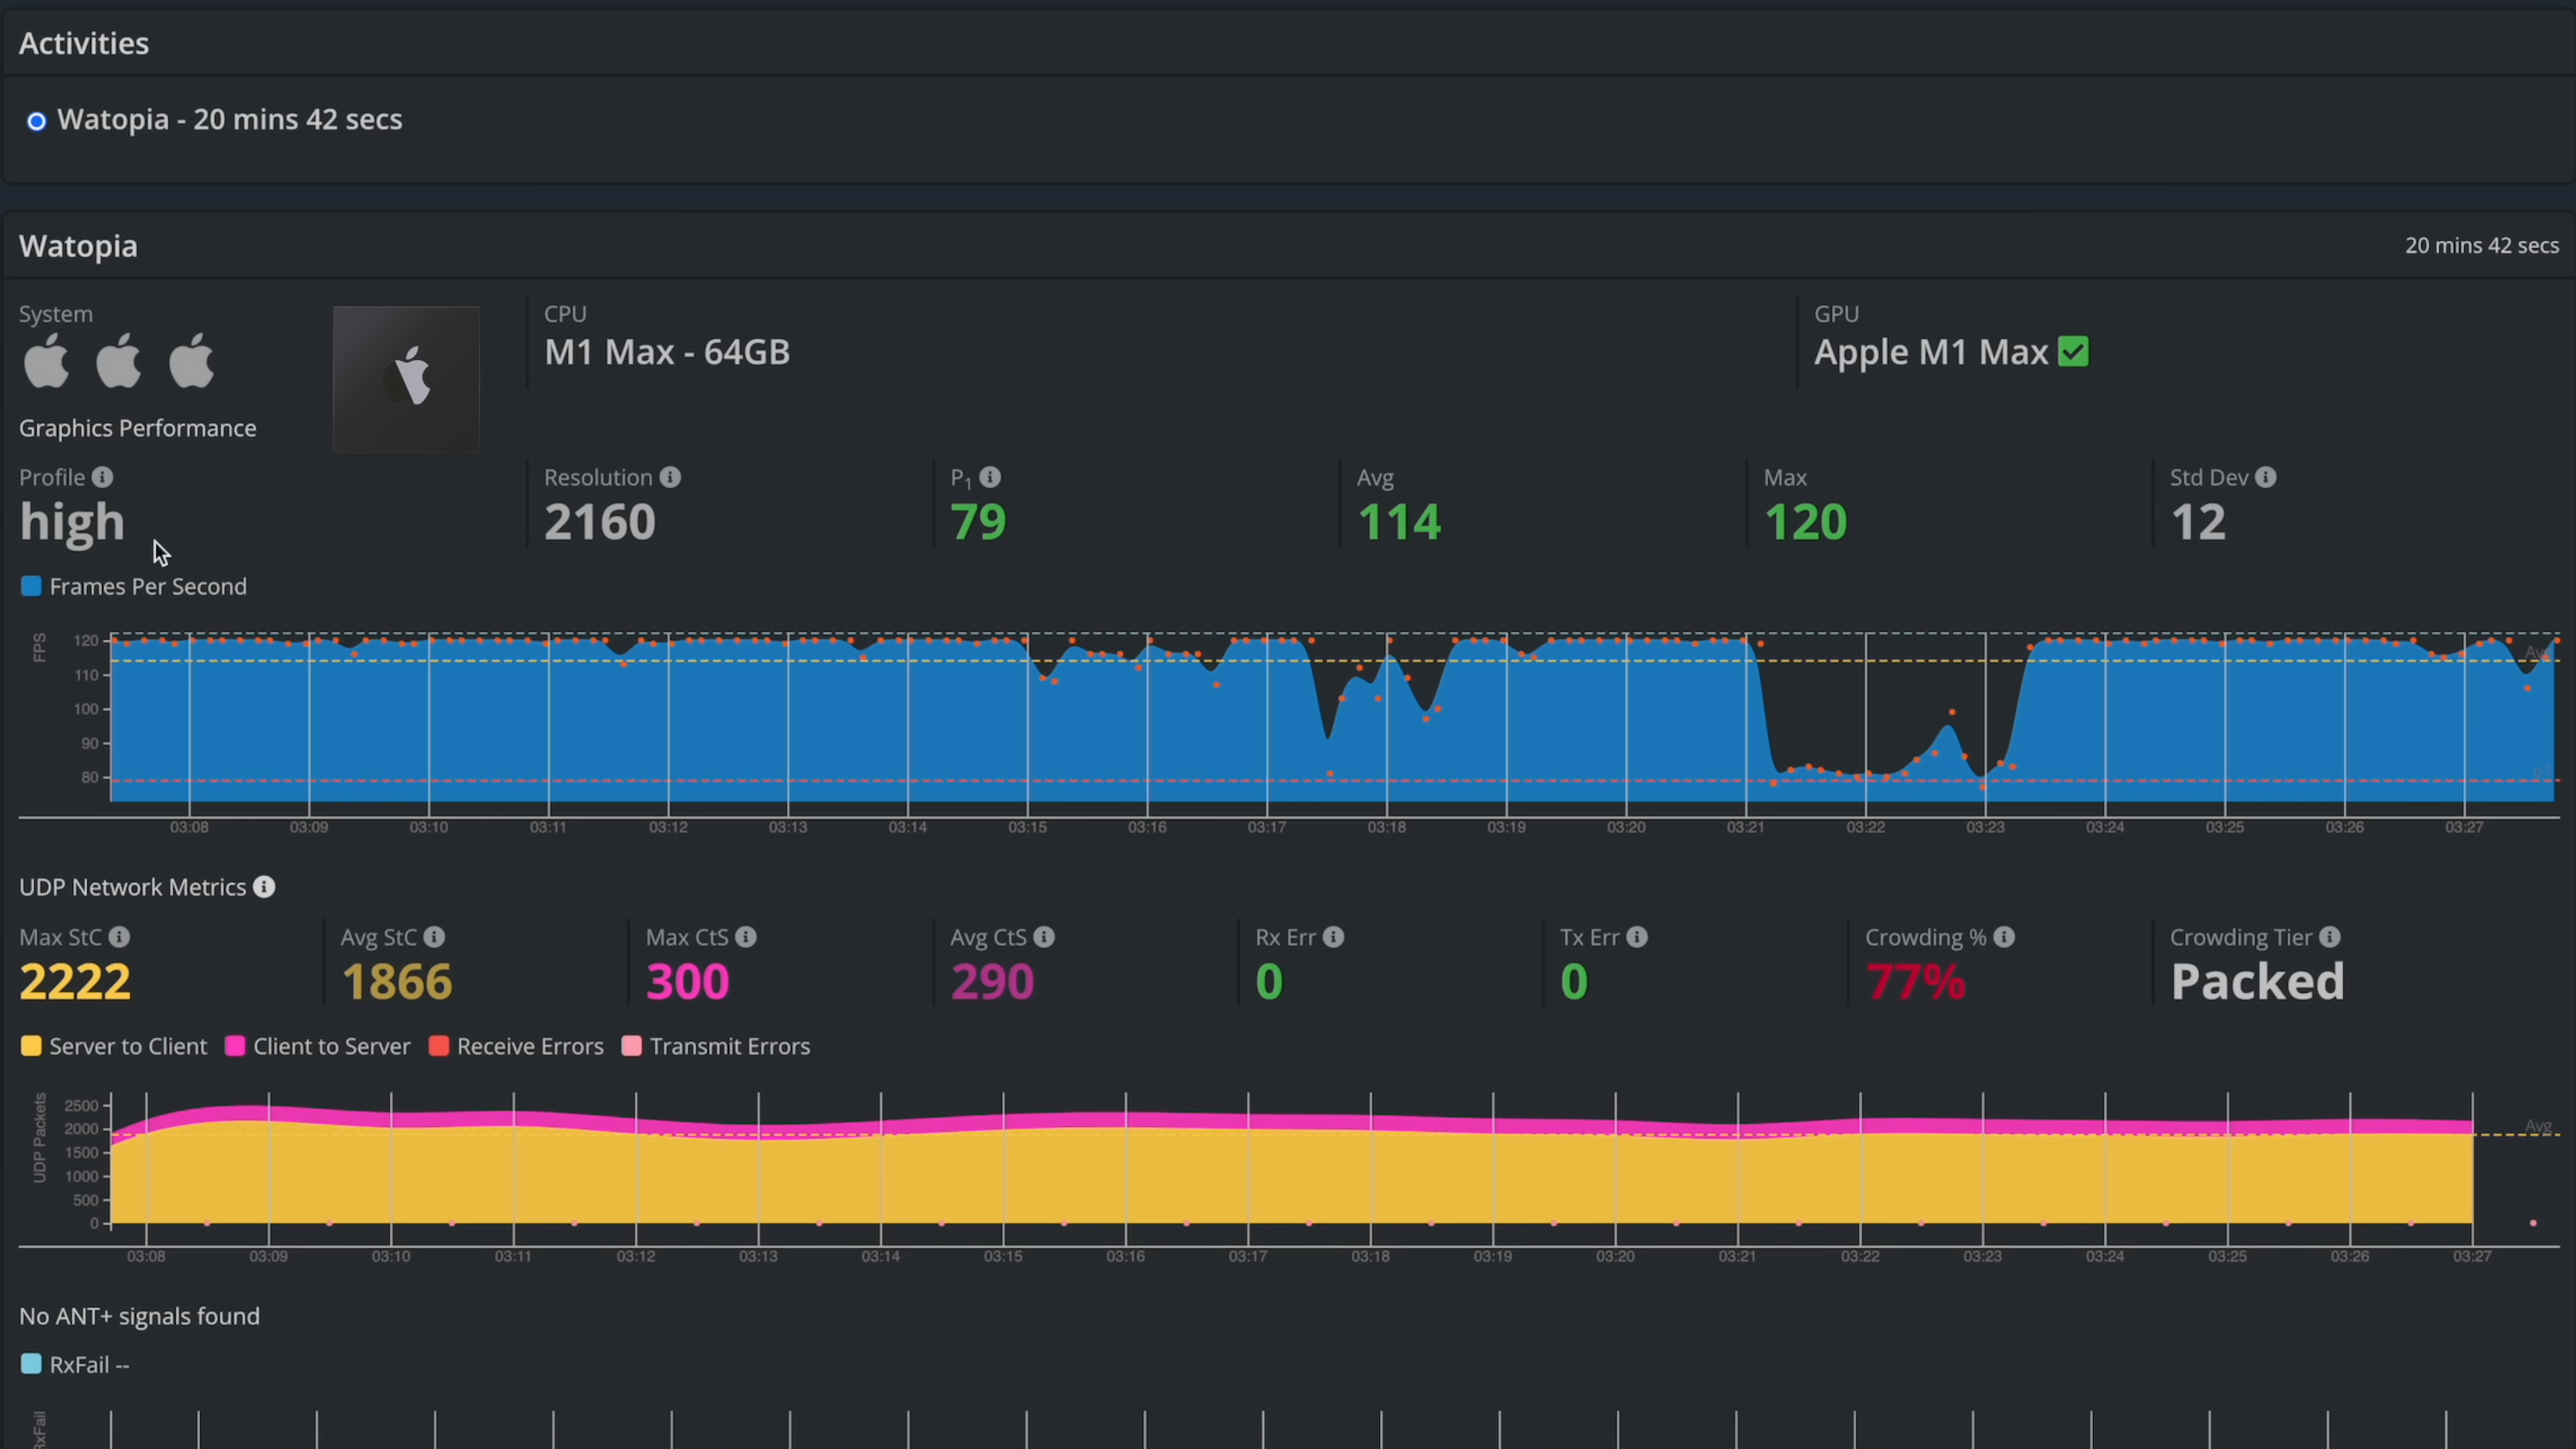 Activities
Watopia - 20 mins 42 secs
Watopia
20 mins 42 secs
System
CPU
M1 Max - 64GB
GPU
Apple M1 Max
Graphics Performance
Profile
high
Resolution
2160
P1
79
Avg
114
Max
120
Std Dev
12
Frames Per Second
FPS
120
110
100
90
80
Avg
p1
03:08 03:09 03:10 03:11 03:12 03:13 03:14 03:15 03:16 03:17 03:18 03:19 03:20 03:21 03:22 03:23 03:24 03:25 03:26 03:27
UDP Network Metrics
Max StC
2222
Avg StC
1866
Max CtS
300
Avg CtS
290
Rx Err
0
Tx Err
0
Crowding %
77%
Crowding Tier
Packed
Server to Client Client to Server Receive Errors Transmit Errors
UDP Packets
2500
2000
1500
1000
500
0
Avg
03:08 03:09 03:10 03:11 03:12 03:13 03:14 03:15 03:16 03:17 03:18 03:19 03:20 03:21 03:22 03:23 03:24 03:25 03:26 03:27
No ANT+ signals found
RxFail --
RxFail